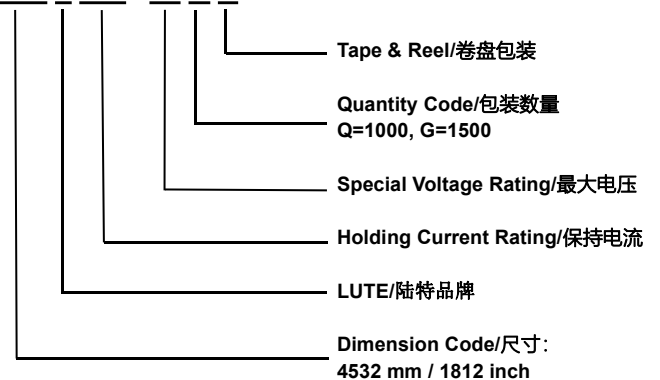 Tape & Reel/卷盘包装
Quantity Code/包装数量
Q=1000, G=1500
Special Voltage Rating/最大电压
Holding Current Rating/保持电流
LUTE/陆特品牌
Dimension Code/尺寸：
4532 mm / 1812 inch